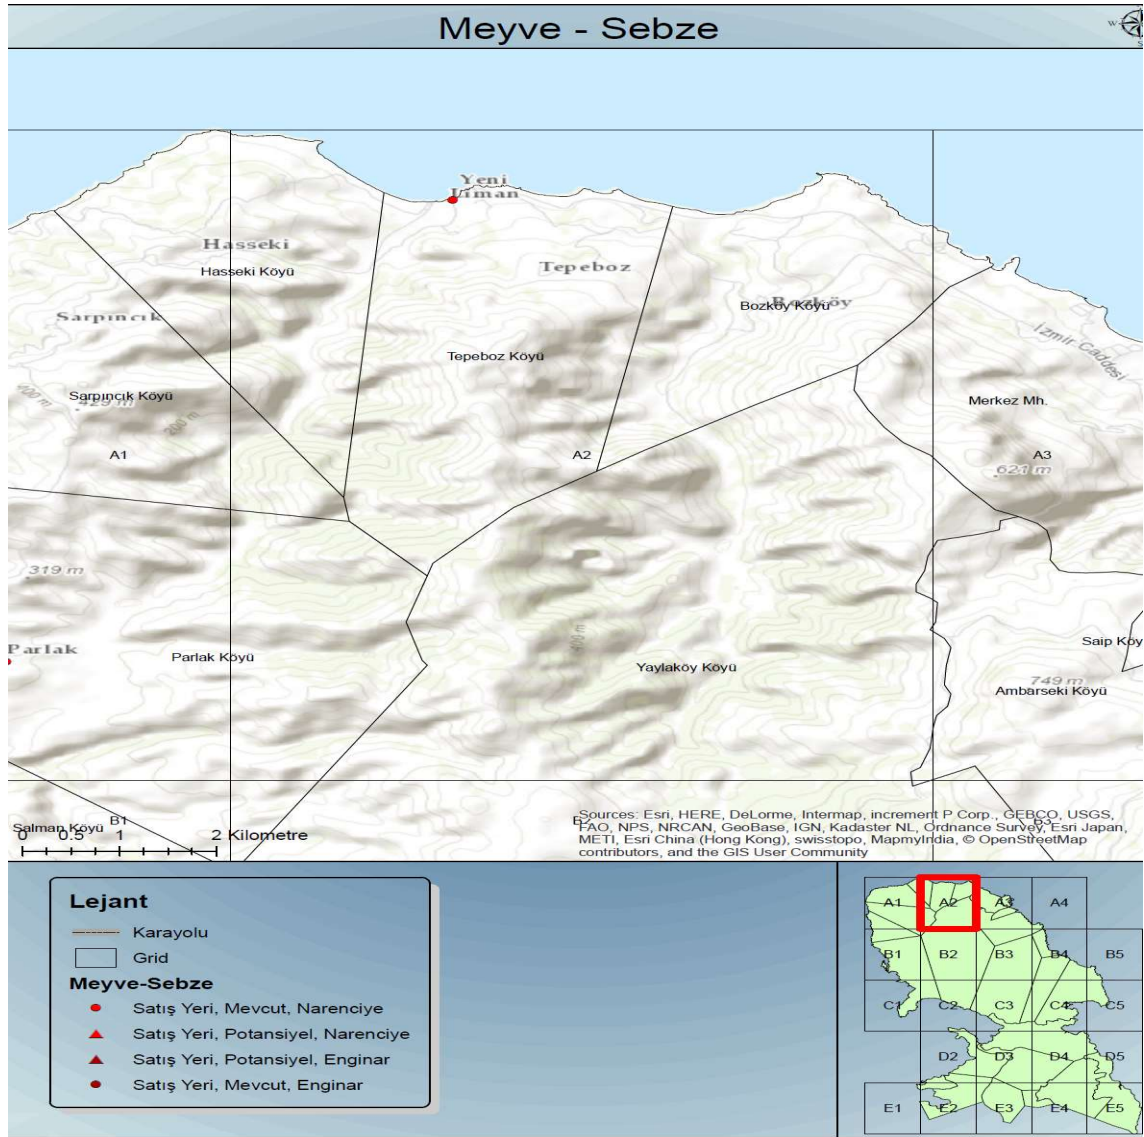 Meyve - Sebze
W
Yeni
Liman
Hasseki
Hasseki Köyü
Tepeboz
Bozköy
Bozköy Köyü
Sarpıncık
İzmir Caddesi
Tepeboz Köyü
400 m
Sarpıncık Köyü
429 m
200 m
Merkez Mh.
A1
A2
A3
621 m
319 m
400 m
Parlak
Parlak Köyü
Yaylaköy Köyü
Saip Köy
749 m
Ambarseki Köyü
Salman Köyü
B1
B3
0 0.5 1 2 Kilometre
Sources: Esri, HERE, DeLorme, Intermap, increment P Corp., GEBCO, USGS,
FAO, NPS, NRCAN, GeoBase, IGN, Kadaster NL, Ordnance Survey, Esri Japan,
METI, Esri China (Hong Kong), swisstopo, MapmyIndia, © OpenStreetMap
contributors, and the GIS User Community
Lejant
Karayolu
Grid
Meyve-Sebze
Satış Yeri, Mevcut, Narenciye
Satış Yeri, Potansiyel, Narenciye
Satış Yeri, Potansiyel, Enginar
Satış Yeri, Mevcut, Enginar
A1 A2 A3 A4
B1 B2 B3 B4 B5
C1 C2 C3 C4 C5
D2 D3 D4 D5
E1 E2 E3 E4 E5